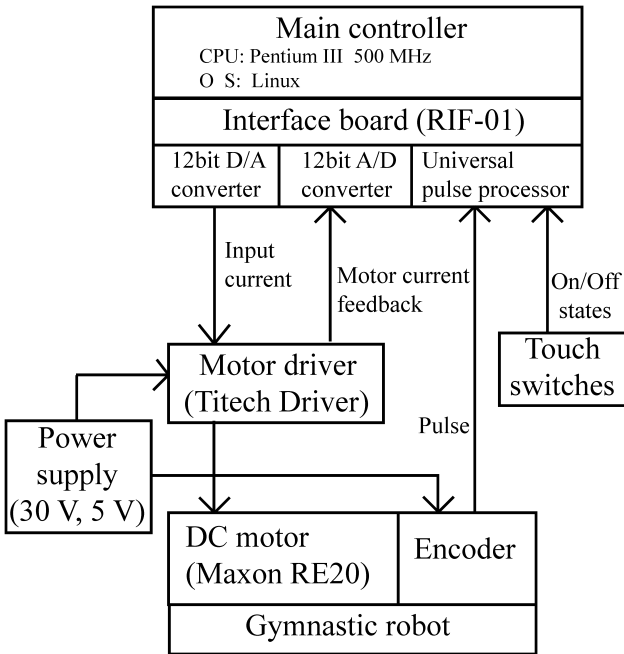 Main controller
CPU: Pentium III 500 MHz
O S: Linux
Interface board (RIF-01)
12bit D/A
converter
12bit A/D
converter
Universal
pulse processor
Input
current
Motor current
feedback
On/Off
states
Motor driver
(Titech Driver)
Touch
switches
Power
supply
(30 V, 5 V)
Pulse
DC motor
(Maxon RE20)
Encoder
Gymnastic robot